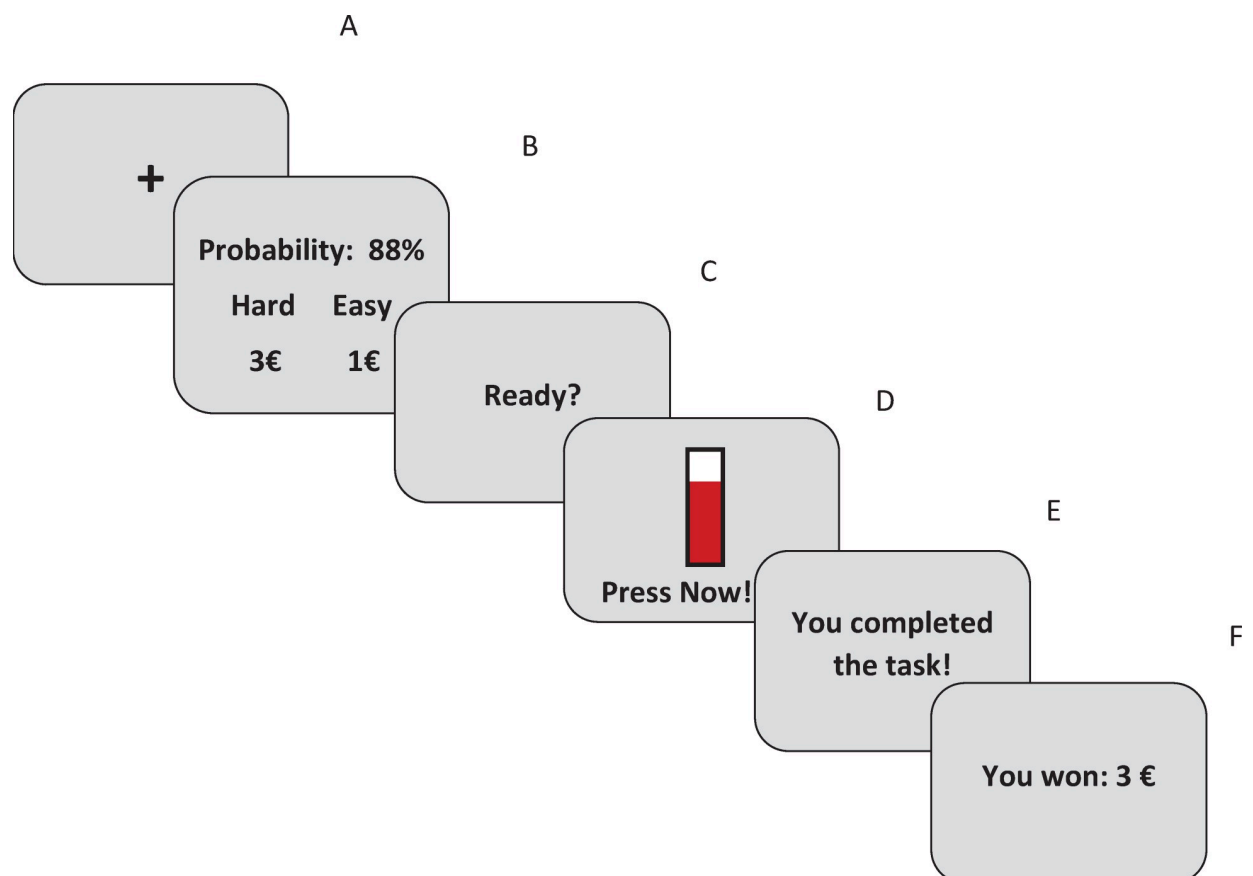 A
+
B
Probability: 88%
Hard Easy
3€ 1€
C
Ready?
D
Press Now!
E
You completed
the task!
F
You won: 3 €